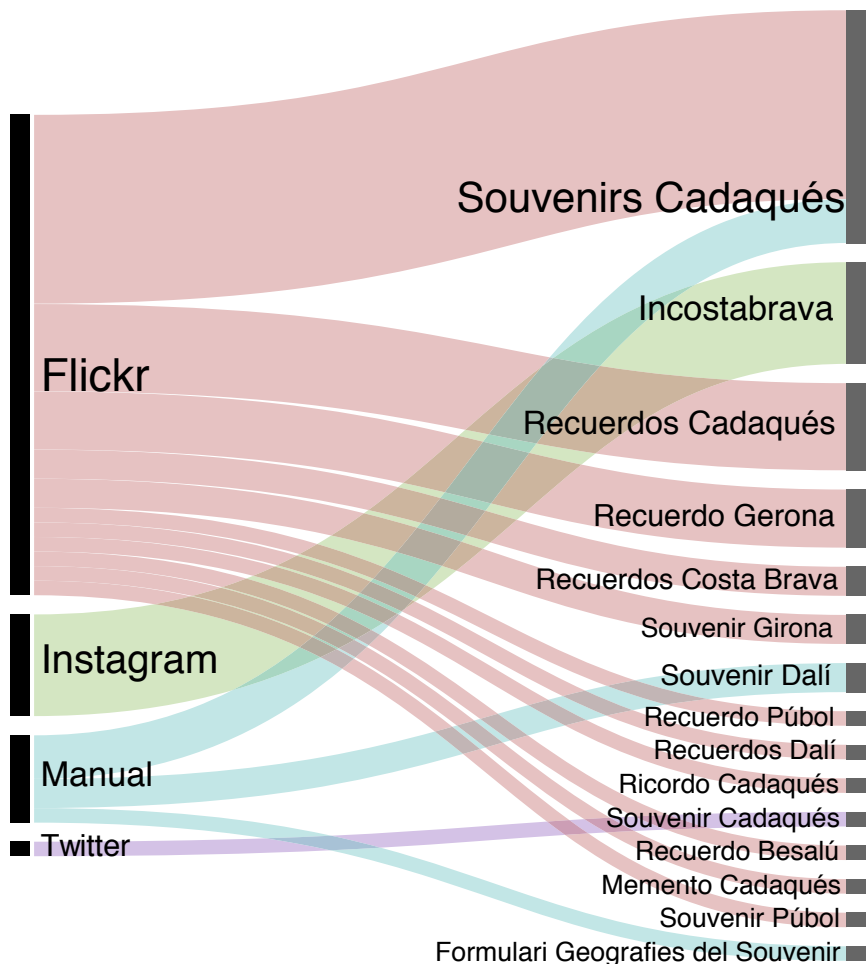 Souvenirs Cadaqués
Incostabrava
Flickr
Recuerdos Cadaqués
Recuerdo Gerona
Recuerdos Costa Brava
Souvenir Girona
Instagram
Souvenir Dalí
Recuerdo Púbol
Recuerdos Dalí
Manual
Ricordo Cadaqués
Souvenir Cadaqués
Twitter
Recuerdo Besalú
Memento Cadaqués
Souvenir Púbol
Formulari Geografies del Souvenir